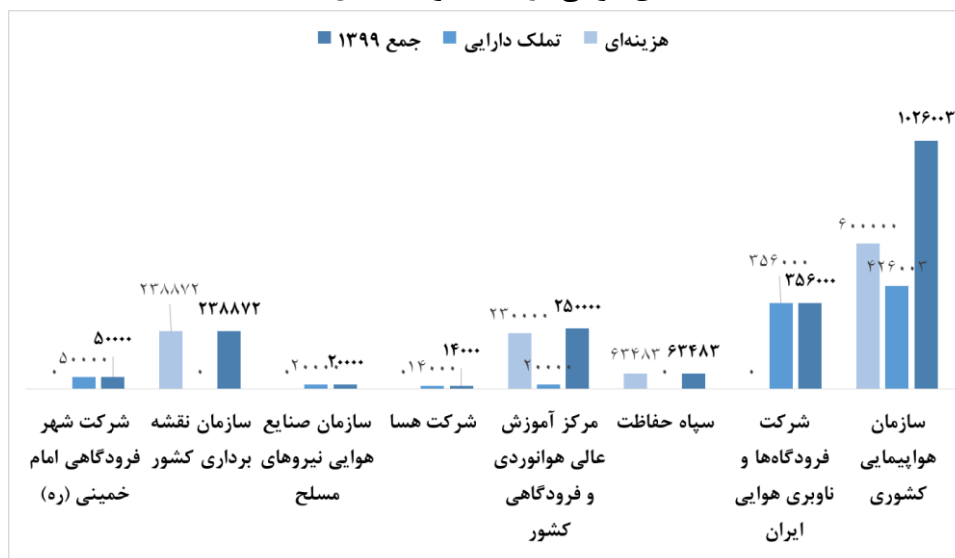 هزینه‌ای
تملک دارایی
جمع ۱۳۹۹
۱۰۲۶۰۰۳
۶۰۰۰۰۰
۴۲۶۰۰۳
۳۵۶۰۰۰
۳۵۶۰۰۰
۰
۶۳۴۸۳
۰
۶۳۴۸۳
۲۵۰۰۰۰
۲۰۰۰۰
۲۳۰۰۰۰
۱۴۰۰۰
۱۴۰۰۰
۰
۲۰۰۰۰
۲۰۰۰۰
۰
۲۳۸۸۷۲
۰
۲۳۸۸۷۲
۵۰۰۰۰
۵۰۰۰۰
۰
سازمان
هواپیمایی
کشوری
شرکت
فرودگاه‌ها و
ناوبری هوایی
ایران
سپاه حفاظت
مرکز آموزش
عالی هوانوردی
و فرودگاهی
کشور
شرکت هسا
سازمان صنایع
هوایی نیروهای
مسلح
سازمان نقشه
برداری کشور
شرکت شهر
فرودگاهی امام
خمینی (ره)